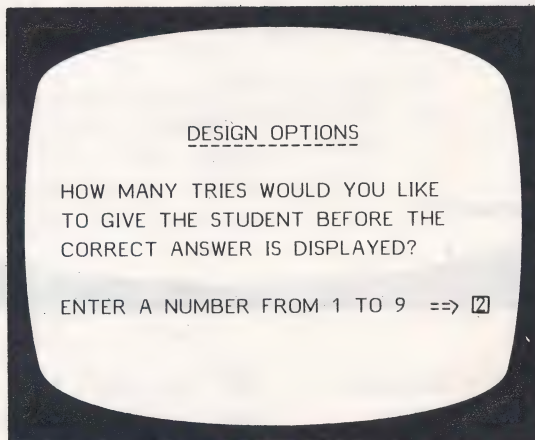 DESIGN OPTIONS
HOW MANY TRIES WOULD YOU LIKE
TO GIVE THE STUDENT BEFORE THE
CORRECT ANSWER IS DISPLAYED?
ENTER A NUMBER FROM 1 TO 9 ==> 2